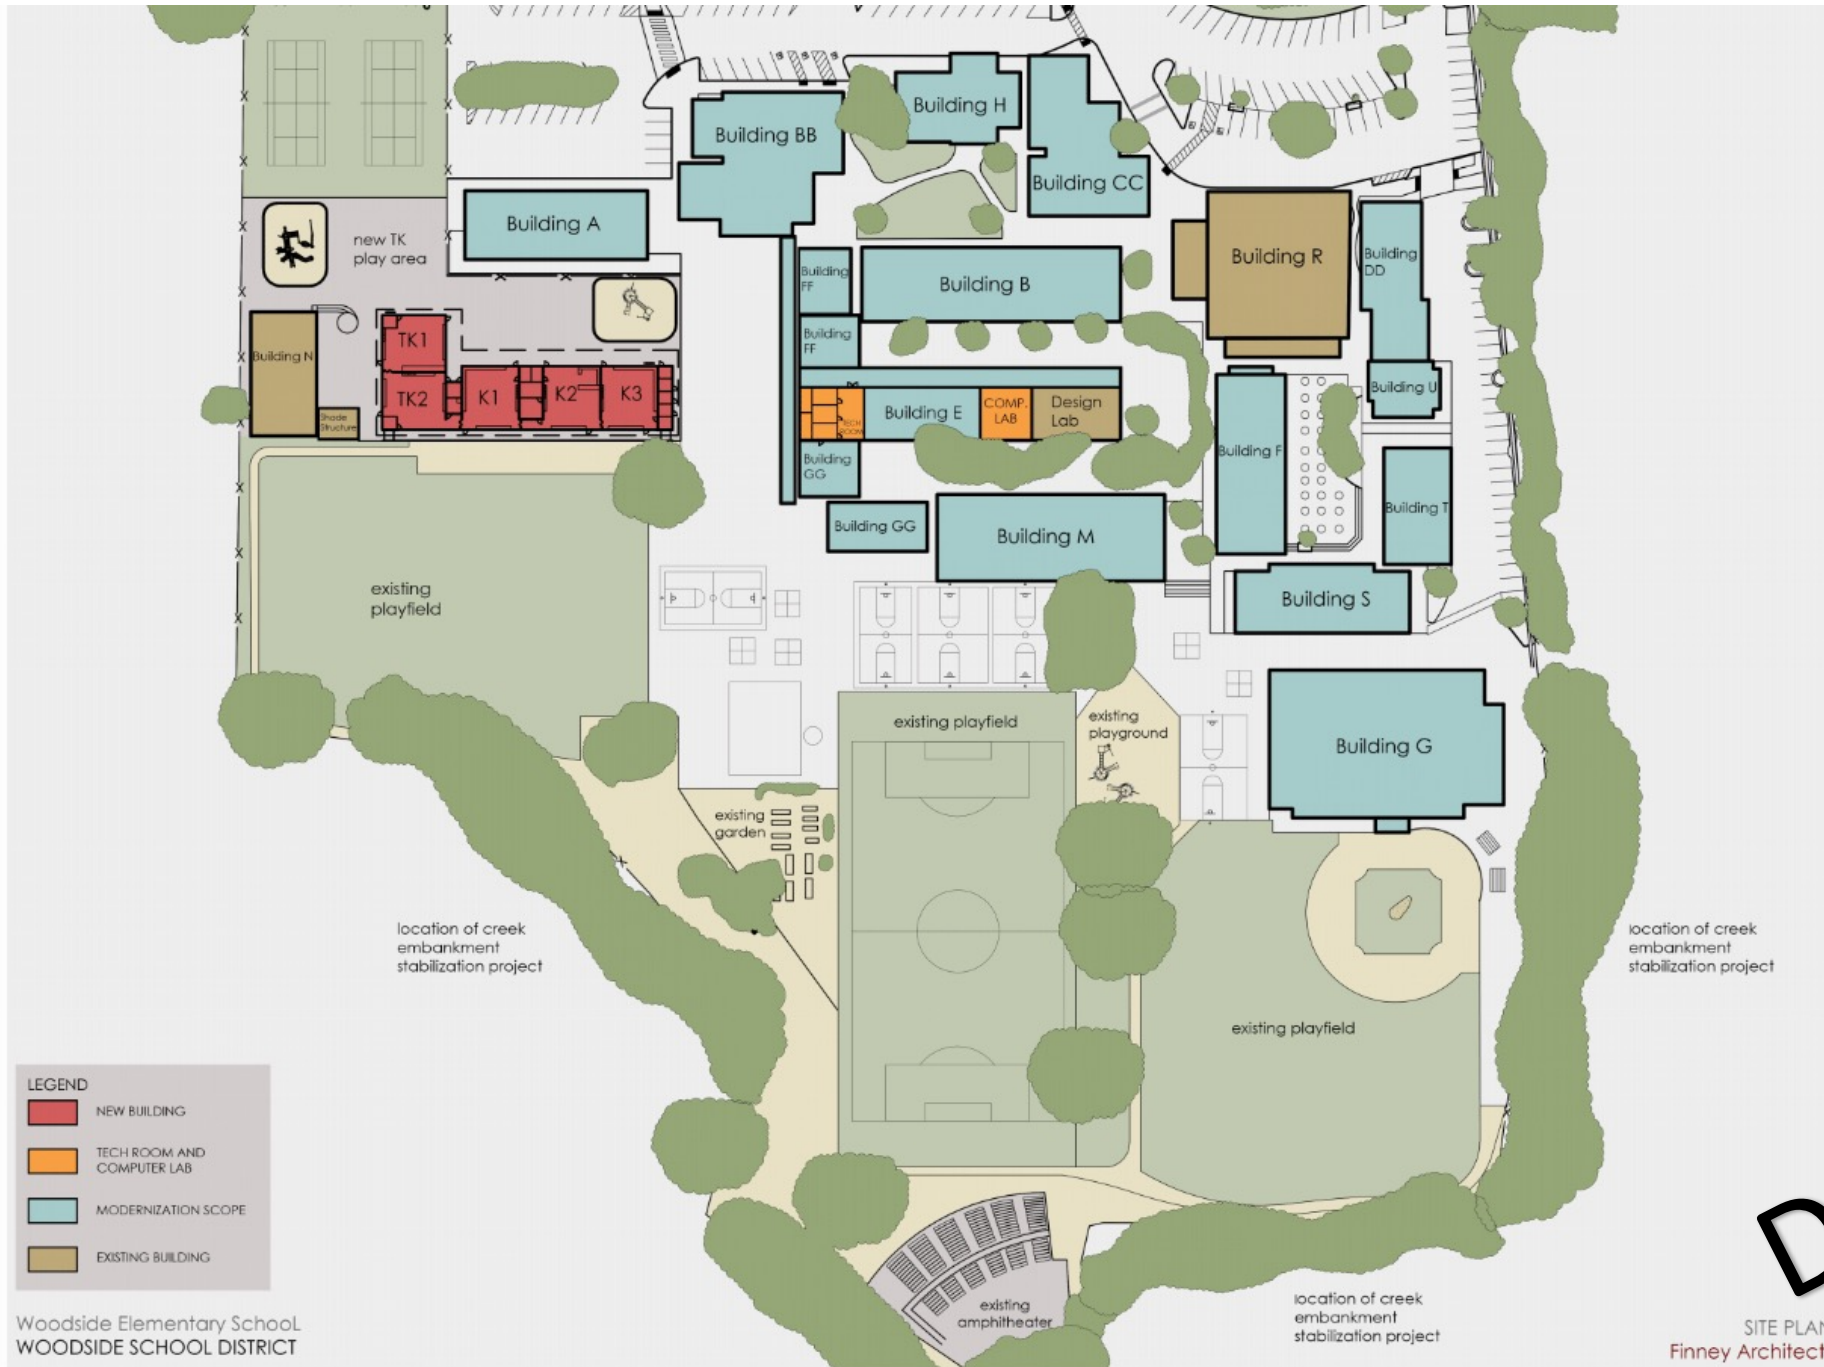 Building H
Building BB
Building CC
Building A
new TK
play area
Building R
Building
DD
Building
FF
Building B
Building
FF
Building N
TK1
TK2
K1
K2
K3
Shade
Structure
TECH
ROOM
Building E
COMP.
LAB
Design
Lab
Building U
Building
GG
Building F
Building GG
Building M
Building T
existing
playfield
Building S
existing playfield
existing
playground
Building G
existing
garden
location of creek
embankment
stabilization project
location of creek
embankment
stabilization project
existing playfield
LEGEND
NEW BUILDING
TECH ROOM AND
COMPUTER LAB
MODERNIZATION SCOPE
EXISTING BUILDING
existing
amphitheater
location of creek
embankment
stabilization project
Woodside Elementary School
WOODSIDE SCHOOL DISTRICT
D
SITE PLAN
Finney Architect